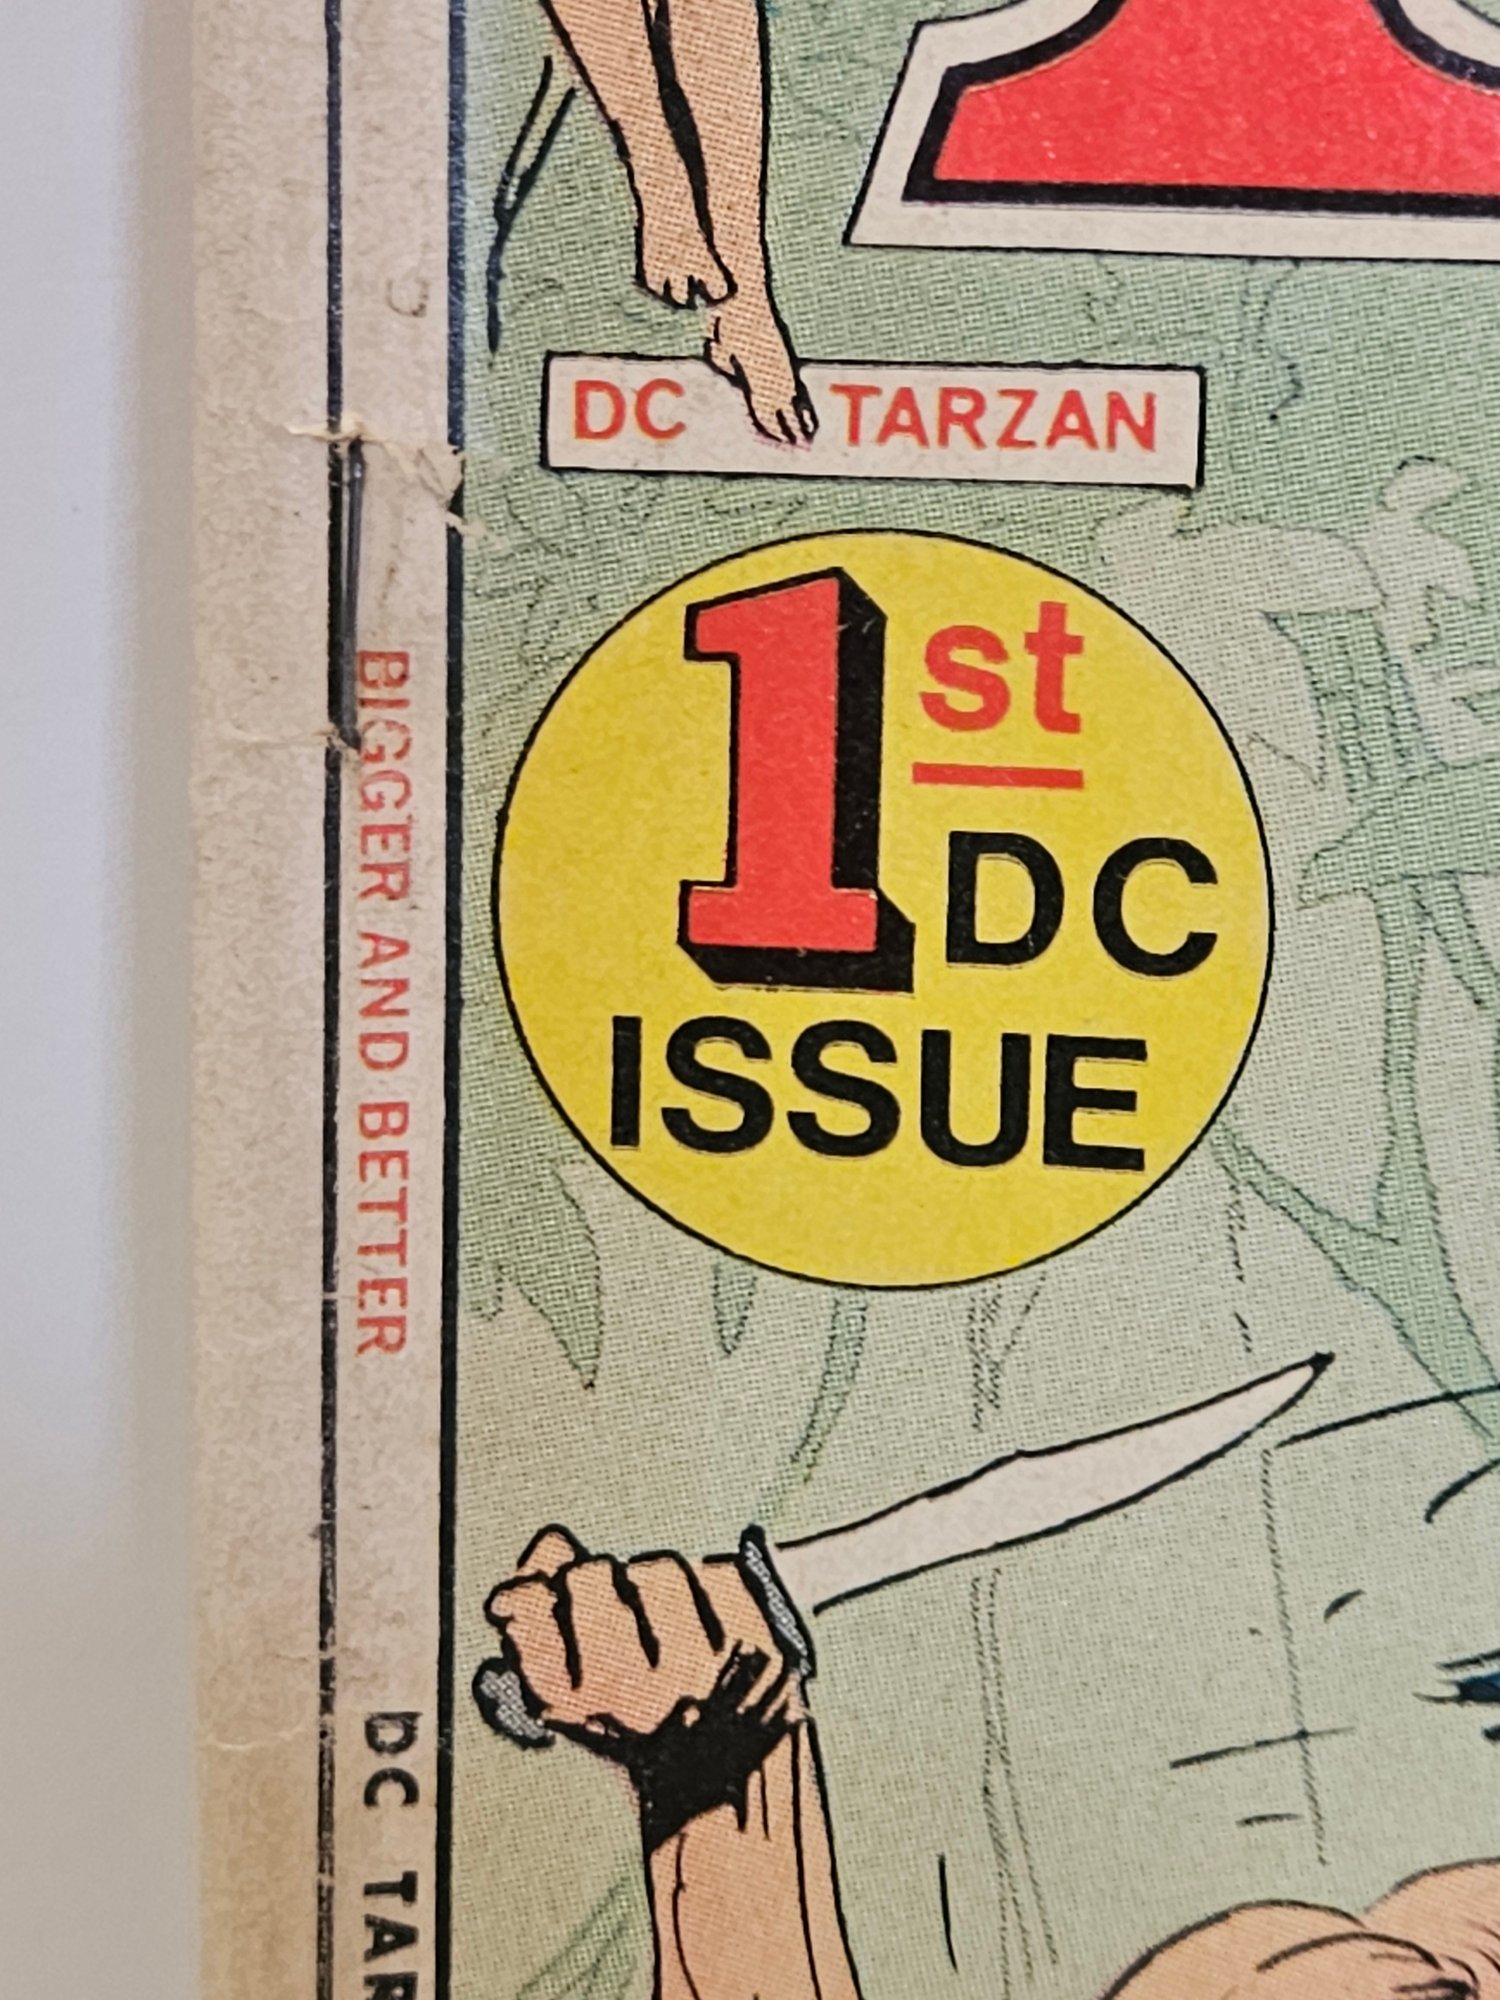 DC TARZAN
1st
DC
ISSUE
BIGGER AND BETTER
DC TAR